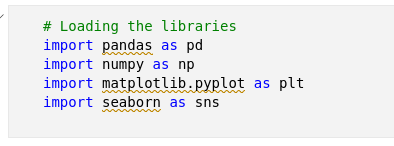 # Loading the libraries
import pandas as pd
import numpy as np
import matplotlib.pyplot as plt
import seaborn as sns